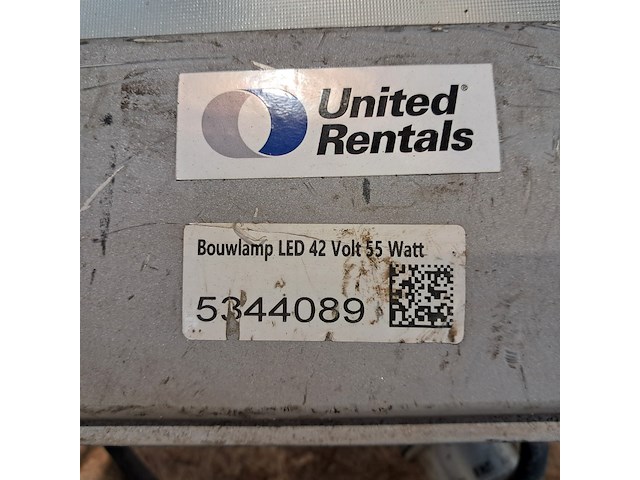 United®
Rentals
Bouwlamp LED 42 Volt 55 Watt
5344089